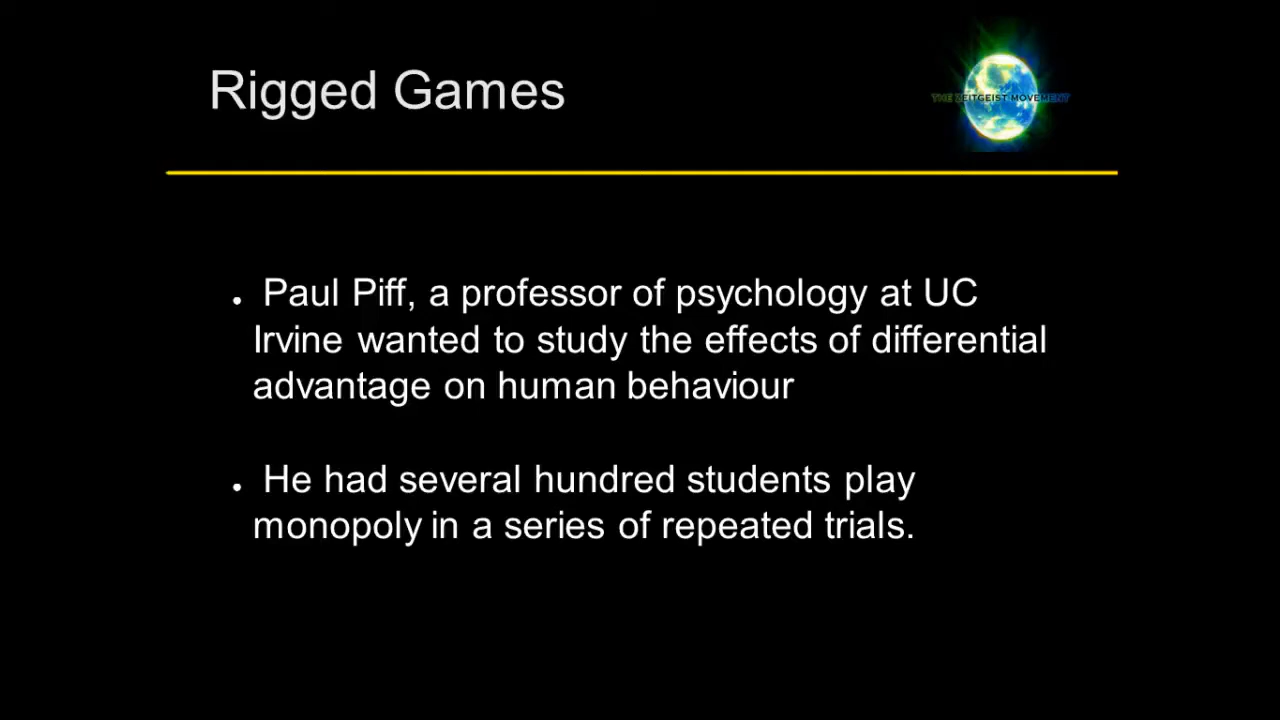 Rigged Games
THE ZEITGEIST MOVEMENT
● Paul Piff, a professor of psychology at UC
Irvine wanted to study the effects of differential
advantage on human behaviour
● He had several hundred students play
monopoly in a series of repeated trials.